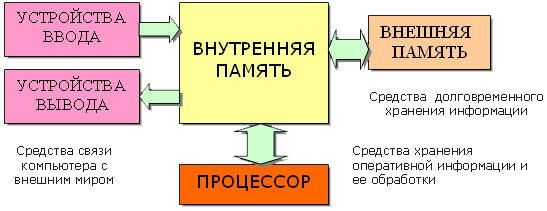 УСТРОЙСТВА
ВВОДА
УСТРОЙСТВА
ВЫВОДА
ВНУТРЕННЯЯ
ПАМЯТЬ
ВНЕШНЯЯ
ПАМЯТЬ
Средства долговременного
хранения информации
Средства связи
компьютера с
внешним миром
Средства хранения
оперативной информации и
ее обработки
ПРОЦЕССОР